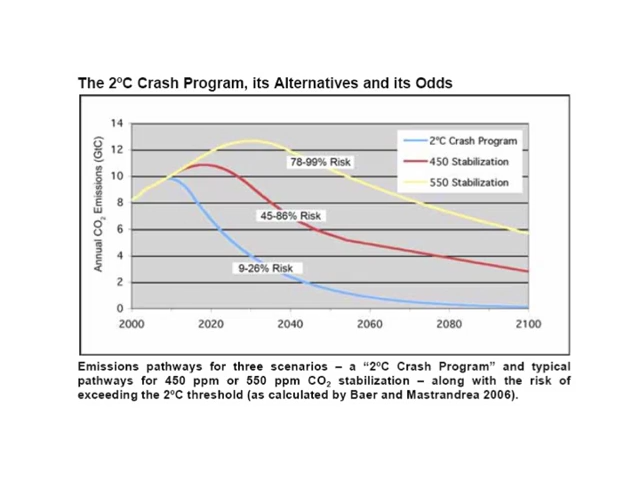 The 2ºC Crash Program, its Alternatives and its Odds
Annual CO₂ Emissions (GtC)
14
12
10
8
6
4
2
0
2ºC Crash Program
450 Stabilization
550 Stabilization
78-99% Risk
45-86% Risk
9-26% Risk
2000 2020 2040 2060 2080 2100
Emissions pathways for three scenarios – a “2ºC Crash Program” and typical
pathways for 450 ppm or 550 ppm CO₂ stabilization – along with the risk of
exceeding the 2ºC threshold (as calculated by Baer and Mastrandrea 2006).